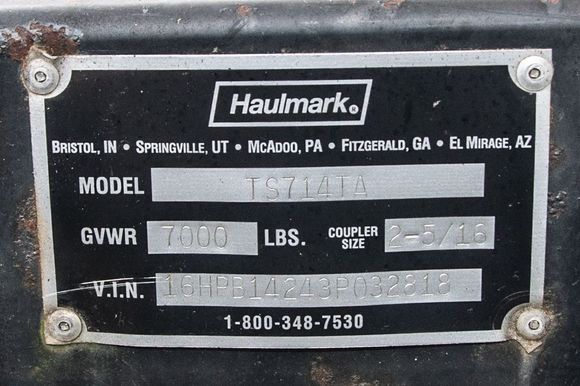 Haulmark®
BRISTOL, IN • SPRINGVILLE, UT • MCADOO, PA • FITZGERALD, GA • EL MIRAGE, AZ
MODEL TS714TA
GVWR 7000 LBS. COUPLER SIZE 2-5/16
V.I.N. 16HPB14243P032818
1-800-348-7530